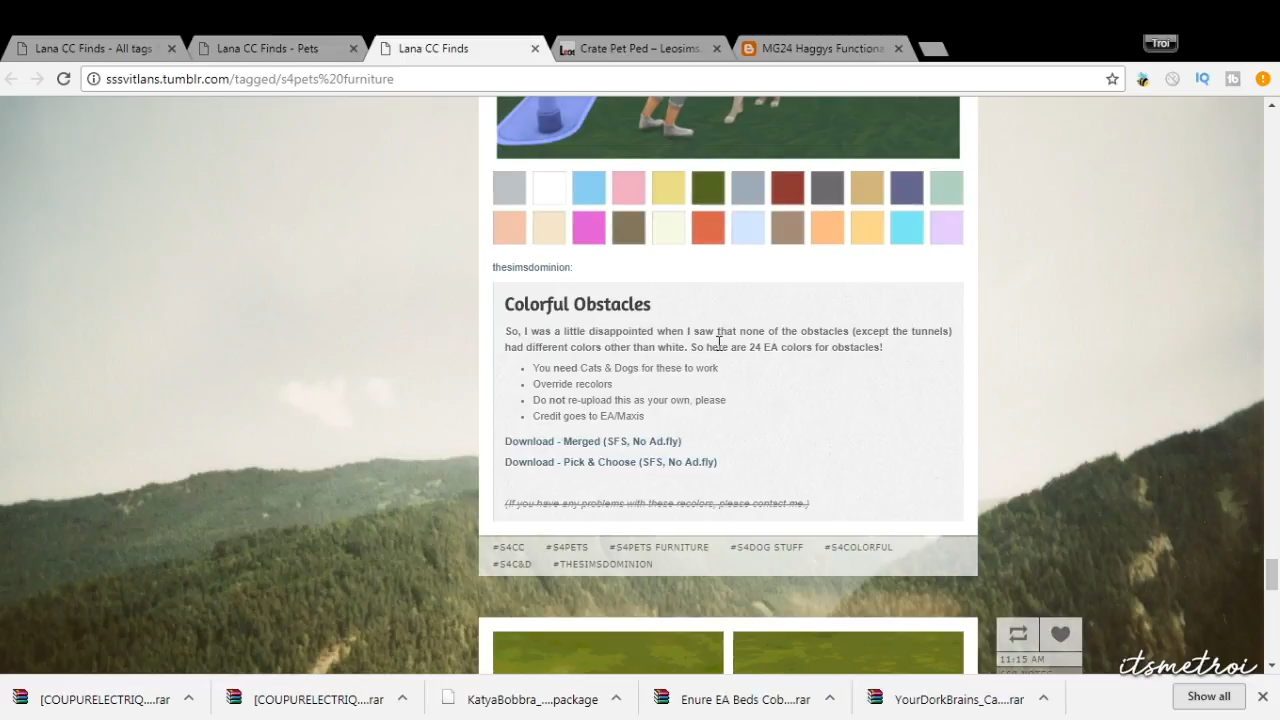 Lana CC Finds - All tags
Lana CC Finds - Pets
Lana CC Finds
Leos
Crate Pet Ped – Leosims.
MG24 Haggys Functiona
Troi
sssvitlans.tumblr.com/tagged/s4pets%20furniture
IQ
tb
thesimsdominion:
Colorful Obstacles
So, I was a little disappointed when I saw that none of the obstacles (except the tunnels)
had different colors other than white. So here are 24 EA colors for obstacles!
You need Cats & Dogs for these to work
Override recolors
Do not re-upload this as your own, please
Credit goes to EA/Maxis
Download - Merged (SFS, No Ad.fly)
Download - Pick & Choose (SFS, No Ad.fly)
(If you have any problems with these recolors, please contact me.)
#S4CC #S4PETS #S4PETS FURNITURE #S4DOG STUFF #S4COLORFUL
#S4C&D #THESIMSDOMINION
11:15 AM
itsmetroi
[COUPURELECTRIQ....rar
[COUPURELECTRIQ....rar
KatyaBobbra_....package
Enure EA Beds Cob....rar
YourDorkBrains_Ca....rar
Show all